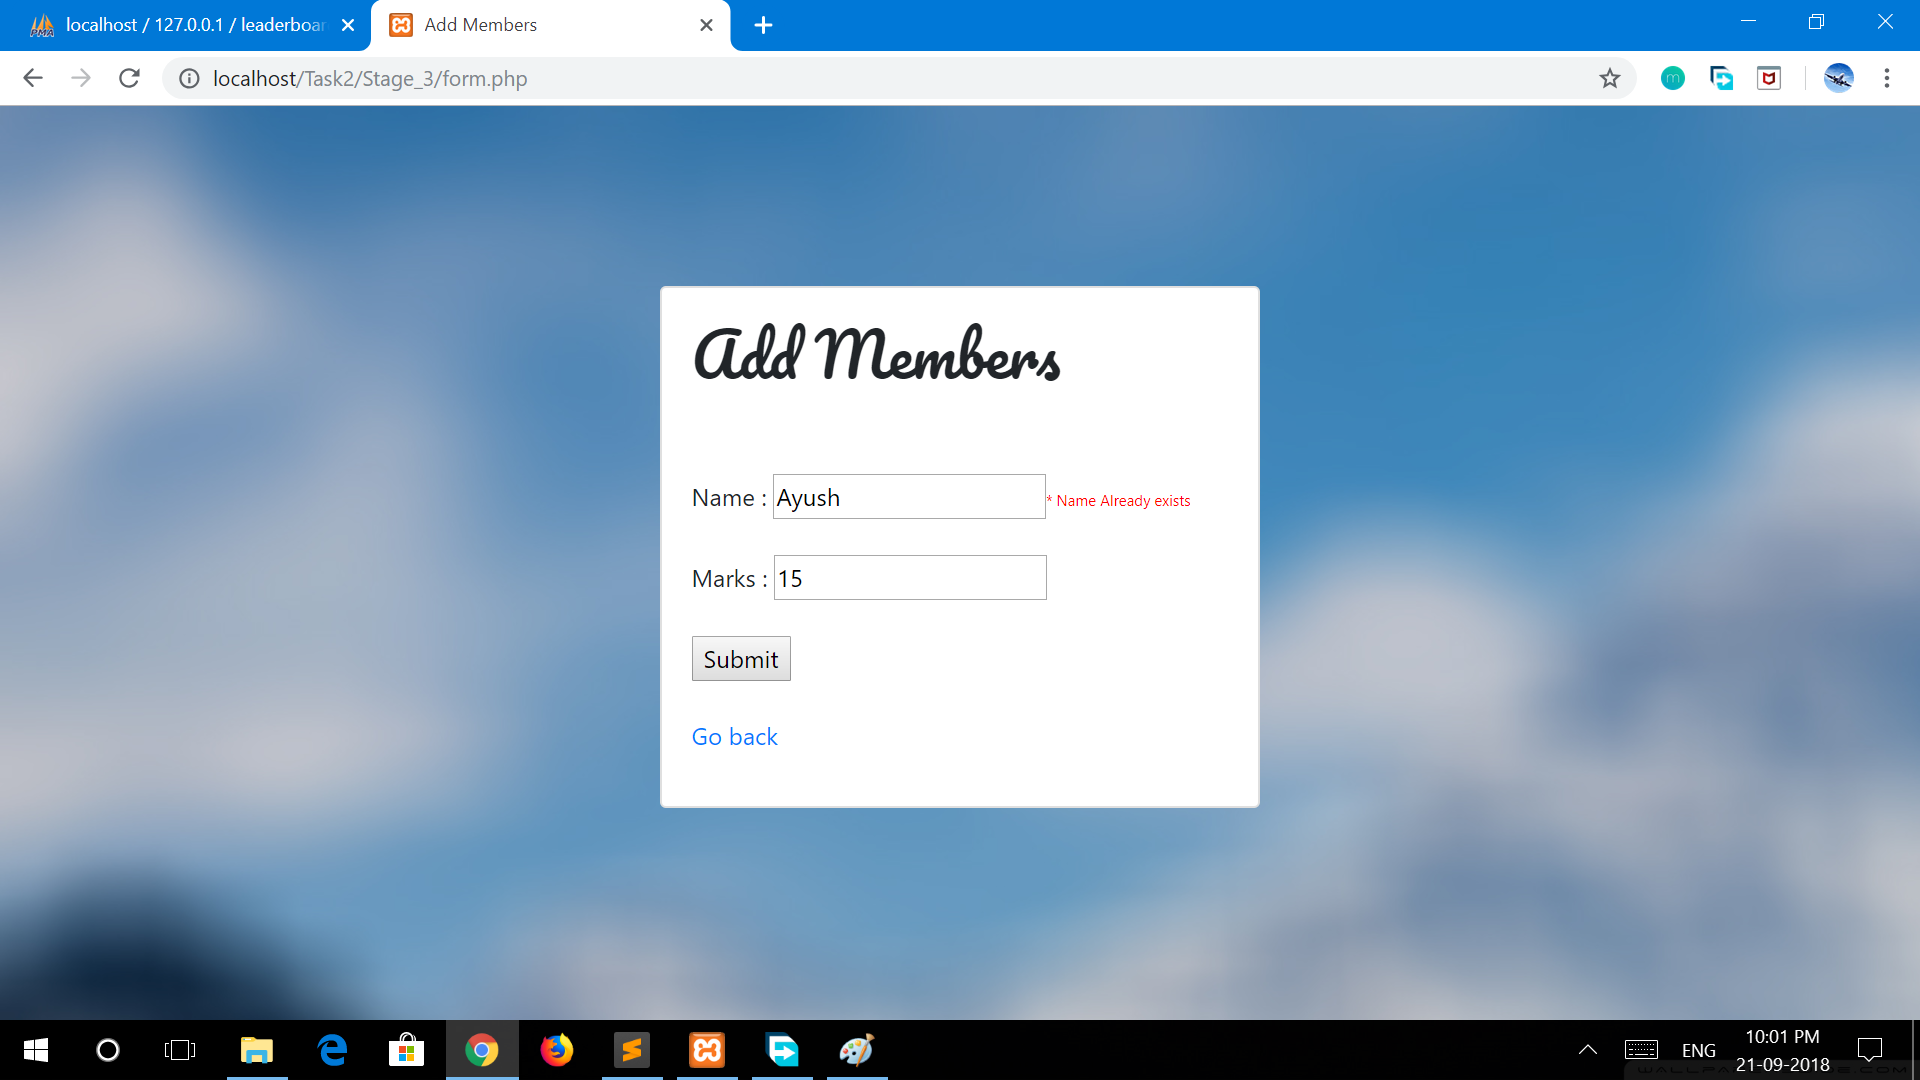 localhost / 127.0.0.1 / leaderboar
Add Members
localhost/Task2/Stage_3/form.php
Add Members
Name : Ayush * Name Already exists
Marks : 15
Submit
Go back
ENG
10:01 PM
21-09-2018